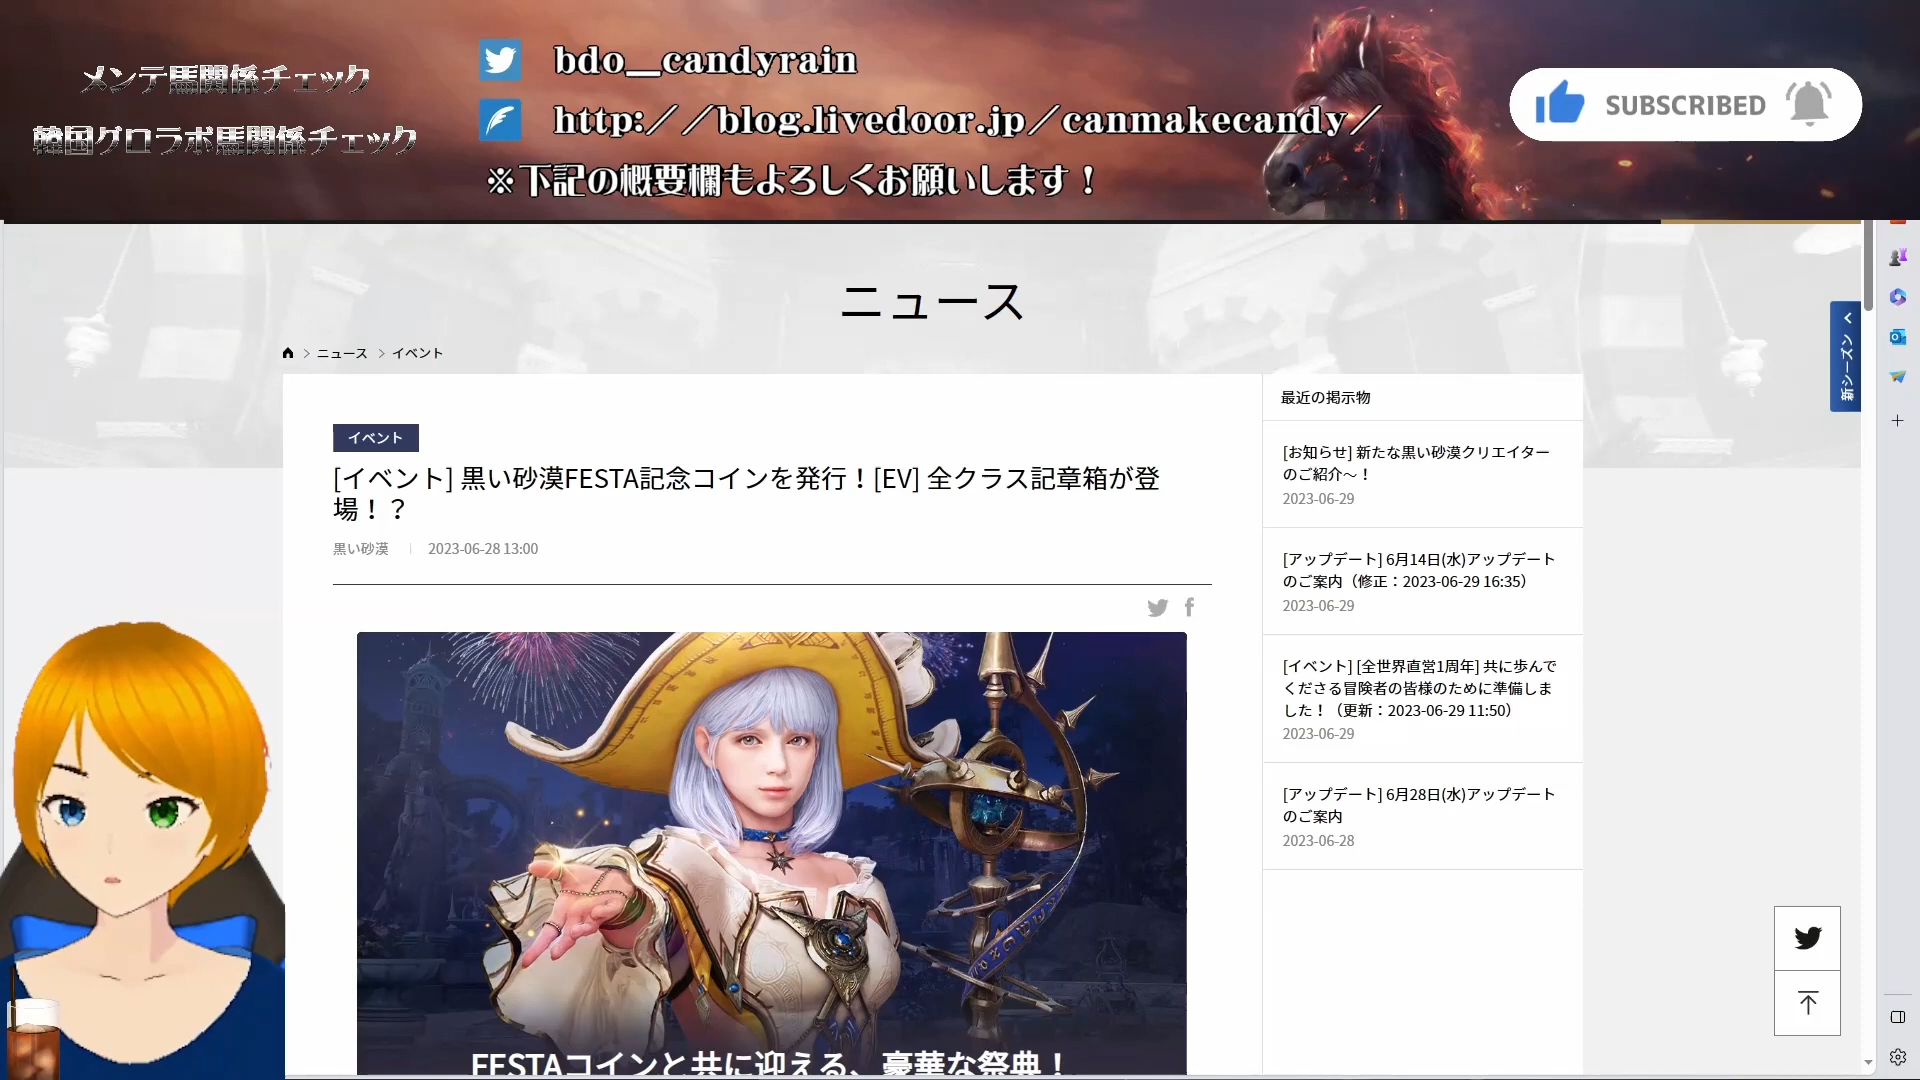 メンテ馬関係チェック
韓国グロラボ馬関係チェック
bdo__candyrain
http://blog.livedoor.jp/canmakecandy/
※下記の概要欄もよろしくお願いします！
SUBSCRIBED
ニュース
ニュース > イベント
新シーズン
イベント
[イベント] 黒い砂漠FESTA記念コインを発行！[EV] 全クラス記章箱が登
場！？
黒い砂漠 | 2023-06-28 13:00
FESTAコインと共に迎える、豪華な祭典！
最近の掲示物
[お知らせ] 新たな黒い砂漠クリエイター
のご紹介～！
2023-06-29
[アップデート] 6月14日(水)アップデート
のご案内（修正：2023-06-29 16:35）
2023-06-29
[イベント] [全世界直営1周年] 共に歩んで
くださる冒険者の皆様のために準備しま
した！（更新：2023-06-29 11:50）
2023-06-29
[アップデート] 6月28日(水)アップデート
のご案内
2023-06-28